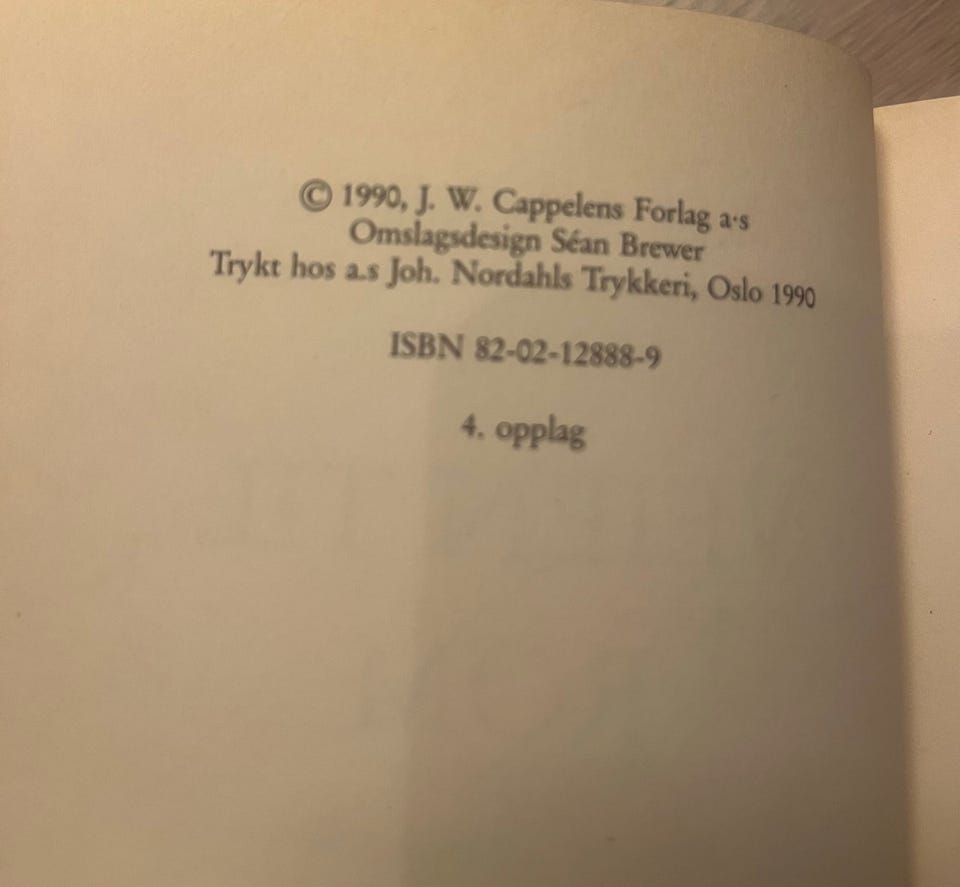 © 1990, J. W. Cappelens Forlag a·s
Omslagsdesign Séan Brewer
Trykt hos a.s Joh. Nordahls Trykkeri, Oslo 1990
ISBN 82-02-12888-9
4. opplag